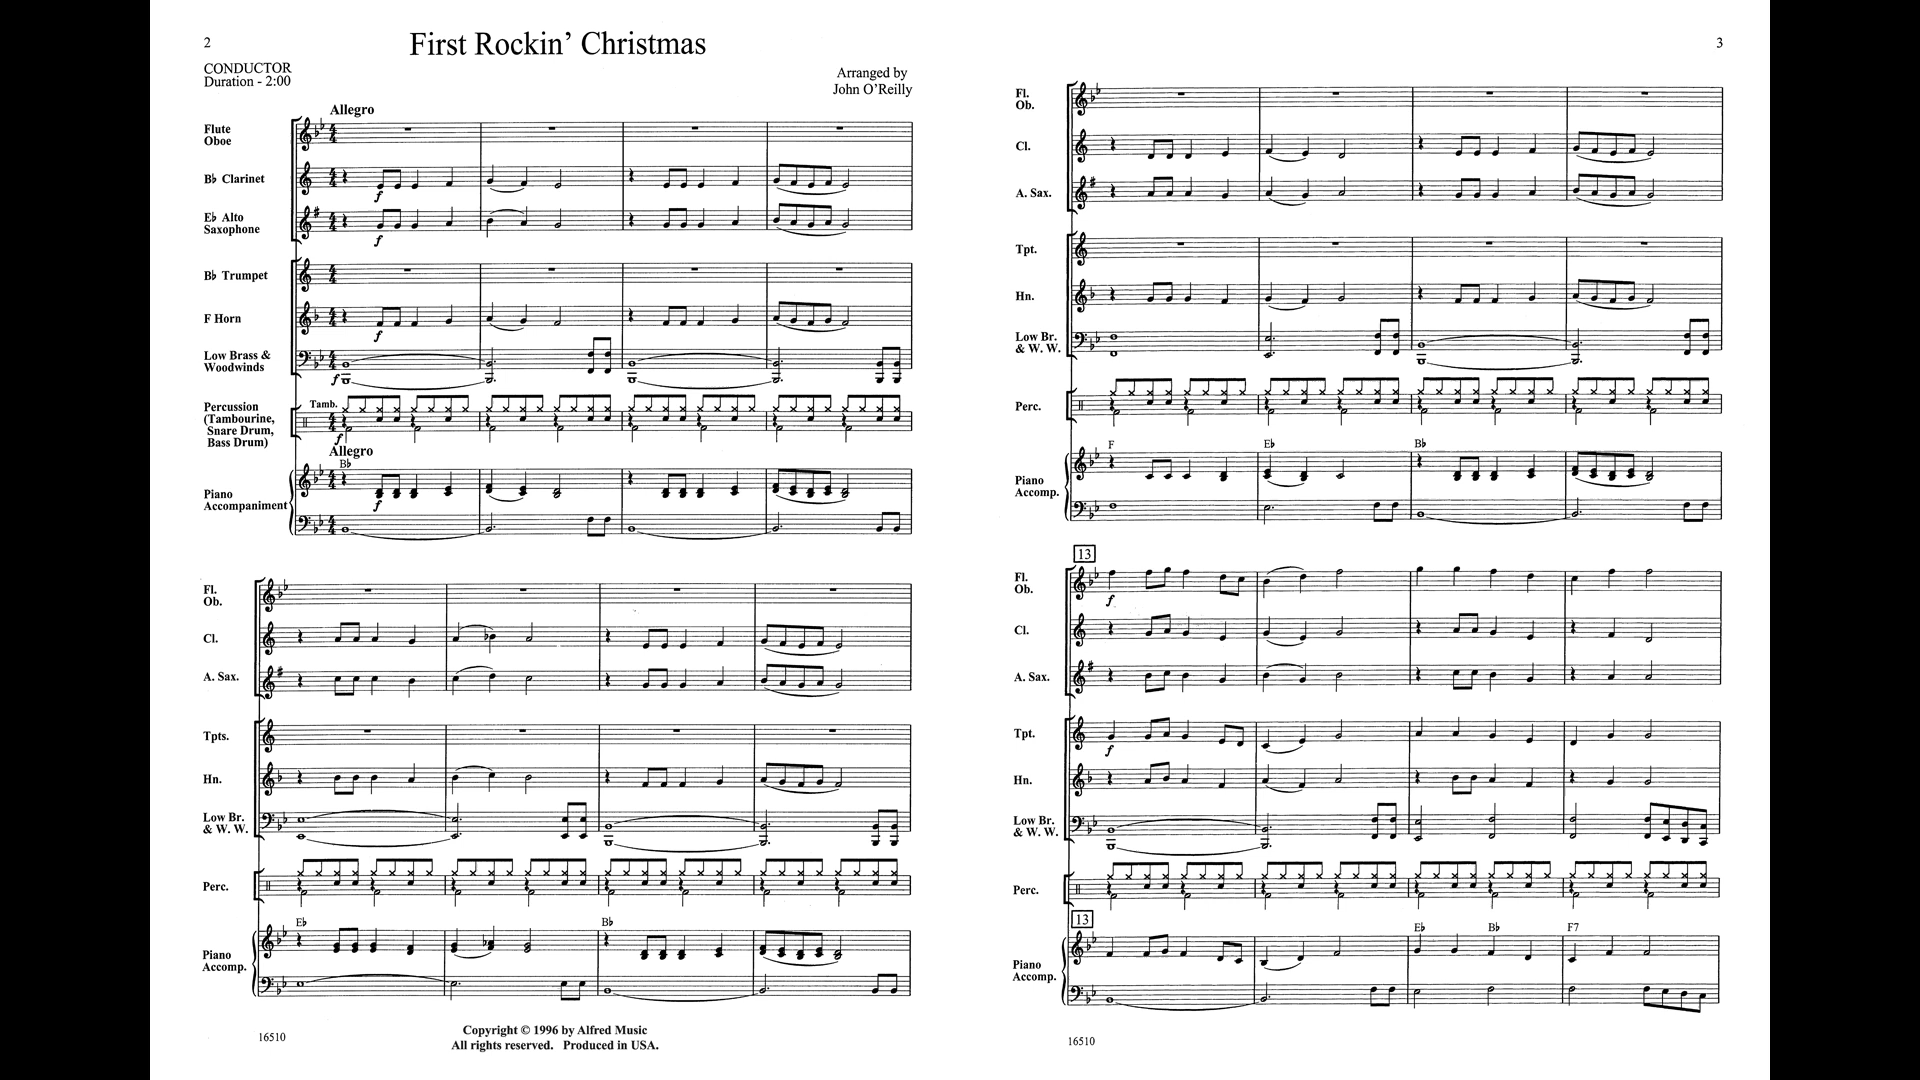 2
First Rockin' Christmas
CONDUCTOR
Duration - 2:00
Arranged by
John O'Reilly
Allegro
Flute
Oboe
B♭ Clarinet
f
E♭ Alto
Saxophone
f
B♭ Trumpet
F Horn
f
Low Brass &
Woodwinds
f
Percussion
(Tambourine,
Snare Drum,
Bass Drum)
Tamb.
f
Allegro
B♭
Piano
Accompaniment
f
Fl.
Ob.
Cl.
A. Sax.
Tpts.
Hn.
Low Br.
& W. W.
Perc.
E♭ B♭
Piano
Accomp.
16510
Copyright © 1996 by Alfred Music
All rights reserved. Produced in USA.
3
Fl.
Ob.
Cl.
A. Sax.
Tpt.
Hn.
Low Br.
& W. W.
Perc.
F E♭ B♭
Piano
Accomp.
13
Fl.
Ob.
f
Cl.
A. Sax.
Tpt.
f
Hn.
Low Br.
& W. W.
Perc.
13
E♭ B♭ F7
Piano
Accomp.
16510